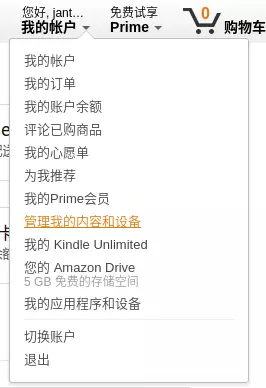 您好, jant...
免费试享
0
我的帐户
Prime
购物车
我的帐户
我的订单
我的账户余额
评论已购商品
我的心愿单
为我推荐
我的Prime会员
管理我的内容和设备
我的 Kindle Unlimited
您的 Amazon Drive
5 GB 免费的存储空间
我的应用程序和设备
切换账户
退出